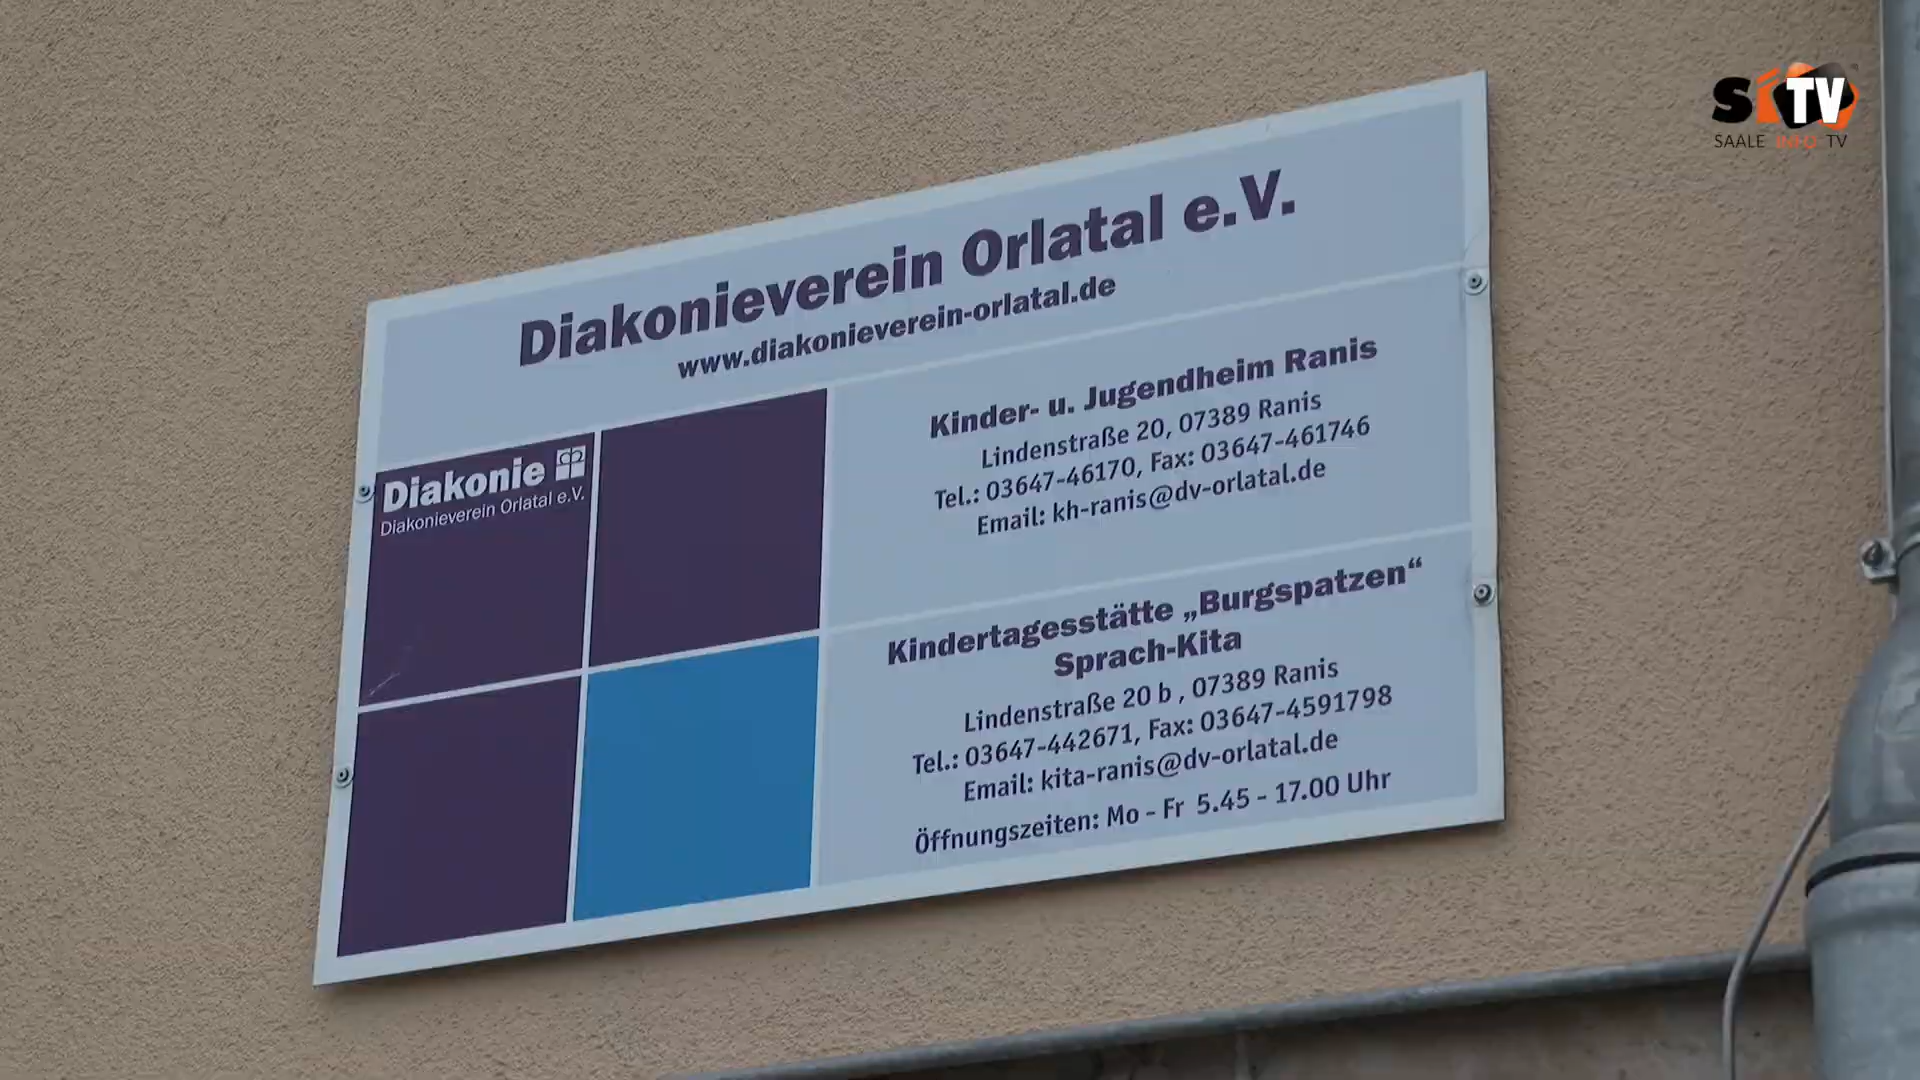 SiTV
SAALE INFO TV
Diakonieverein Orlatal e.V.
www.diakonieverein-orlatal.de
Diakonie
Diakonieverein Orlatal e.V.
Kinder- u. Jugendheim Ranis
Lindenstraße 20, 07389 Ranis
Tel.: 03647-46170, Fax: 03647-461746
Email: kh-ranis@dv-orlatal.de
Kindertagesstätte „Burgspatzen“
Sprach-Kita
Lindenstraße 20 b , 07389 Ranis
Tel.: 03647-442671, Fax: 03647-4591798
Email: kita-ranis@dv-orlatal.de
Öffnungszeiten: Mo - Fr 5.45 - 17.00 Uhr